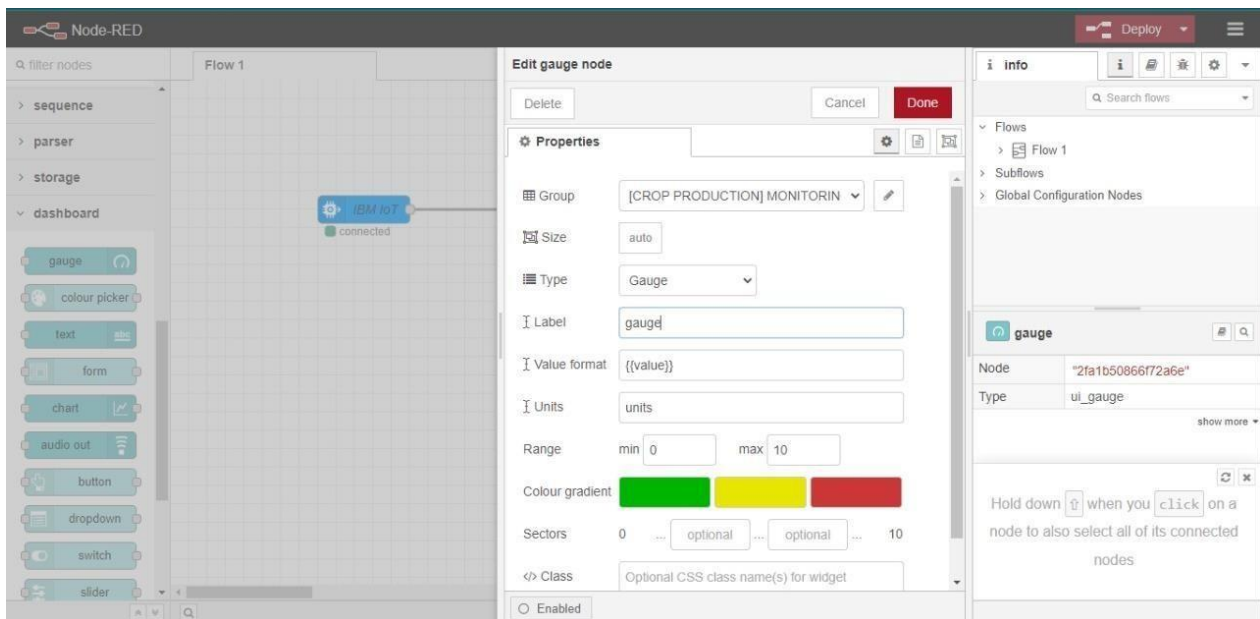 Node-RED
Deploy
filter nodes
sequence
parser
storage
dashboard
gauge
colour picker
text
abc
form
chart
audio out
button
dropdown
switch
slider
Flow 1
IBM IoT
connected
Edit gauge node
Delete
Cancel
Done
Properties
Group
[CROP PRODUCTION] MONITORIN
Size
auto
Type
Gauge
Label
gauge
Value format
{{value}}
Units
units
Range
min 0
max 10
Colour gradient
Sectors
0 ... optional ... optional ... 10
</> Class
Optional CSS class name(s) for widget
Enabled
i info
i
Search flows
Flows
Flow 1
Subflows
Global Configuration Nodes
gauge
Node "2fa1b50866f72a6e"
Type ui_gauge
show more
Hold down ⇧ when you click on a
node to also select all of its connected
nodes